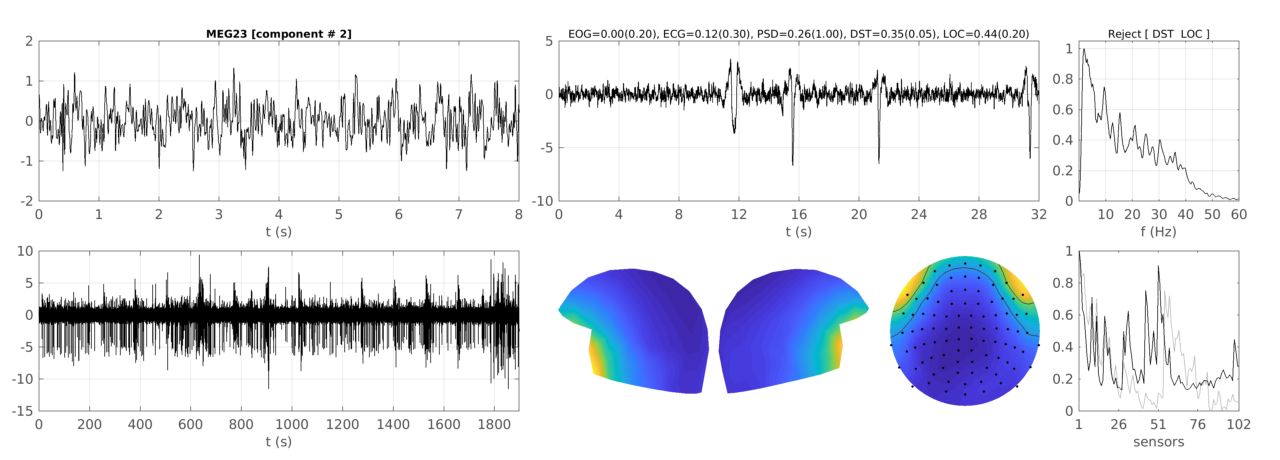 MEG23 [component # 2]
2
1
0
-1
-2
0 1 2 3 4 5 6 7 8
t (s)
EOG=0.00(0.20), ECG=0.12(0.30), PSD=0.26(1.00), DST=0.35(0.05), LOC=0.44(0.20)
5
0
-5
-10
0 4 8 12 16 20 24 28 32
t (s)
Reject [ DST LOC ]
1
0.8
0.6
0.4
0.2
0
10 20 30 40 50 60
f (Hz)
10
5
0
-5
-10
-15
0 200 400 600 800 1000 1200 1400 1600 1800
t (s)
1
0.8
0.6
0.4
0.2
0
1 26 51 76 102
sensors